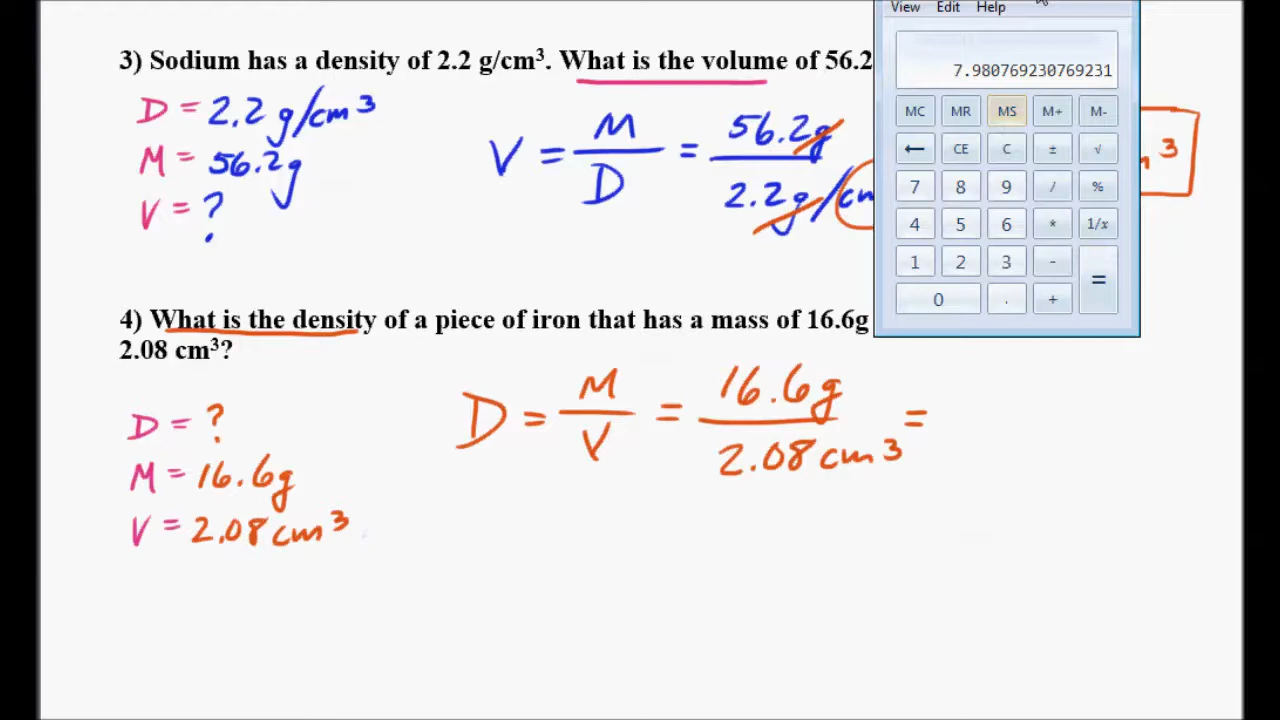 View Edit Help
3) Sodium has a density of 2.2 g/cm³. What is the volume of 56.2
7.980769230769231
D = 2.2 g/cm³
M = 56.2g
V = ?
V = M/D = 56.2g / 2.2g/cm
m³
MC MR MS M+ M-
← CE C ± √
7 8 9 / %
4 5 6 * 1/x
1 2 3 - =
0 . +
4) What is the density of a piece of iron that has a mass of 16.6g
2.08 cm³?
D = ?
M = 16.6g
V = 2.08 cm³
D = M/V = 16.6g / 2.08 cm³ =